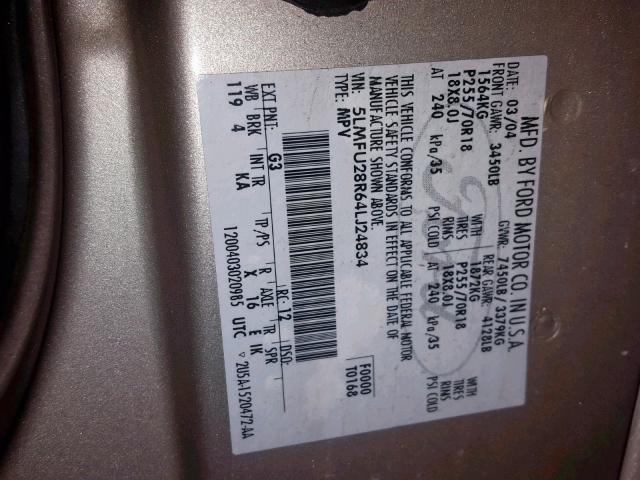 MFD. BY FORD MOTOR CO. IN U.S.A.
DATE: 03/04 GVWR: 7450LB/ 3379KG
FRONT GAWR: 3450LB REAR GAWR: 4128LB
1564KG WITH 1872KG WITH
P255/70R18 TIRES P255/70R18 TIRES
18X8.0J RIMS 18X8.0J RIMS
AT 240 kPa/35 PSI COLD AT 240 kPa/35 PSI COLD
THIS VEHICLE CONFORMS TO ALL APPLICABLE FEDERAL MOTOR
VEHICLE SAFETY STANDARDS IN EFFECT ON THE DATE OF
MANUFACTURE SHOWN ABOVE.
VIN: 5LMFU28R64LJ24834
TYPE: MPV
F0000
T0168
EXT PNT: G3 RC: 12 DSO:
WB BRK INT TR TP/PS R AXLE TR SPR
119 4 KA X 16 E IK
1200403020985 UTC ▽ 2U5A-1520472-AA